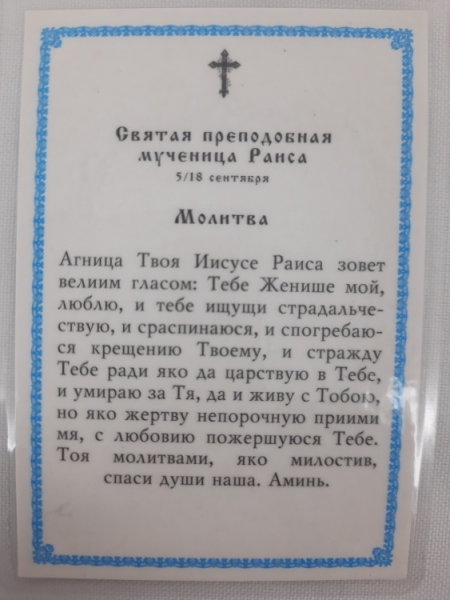 Святая преподобная
мученица Раиса
5/18 сентября
Молитва
Агница Твоя Иисусе Раиса зовет
велиим гласом: Тебе Женише мой,
люблю, и тебе ищущи страдальче-
ствую, и сраспинаюся, и спогребаю-
ся крещению Твоему, и стражду
Тебе ради яко да царствую в Тебе,
и умираю за Тя, да и живу с Тобою,
но яко жертву непорочную приими
мя, с любовию пожершуюся Тебе.
Тоя молитвами, яко милостив,
спаси души наша. Аминь.